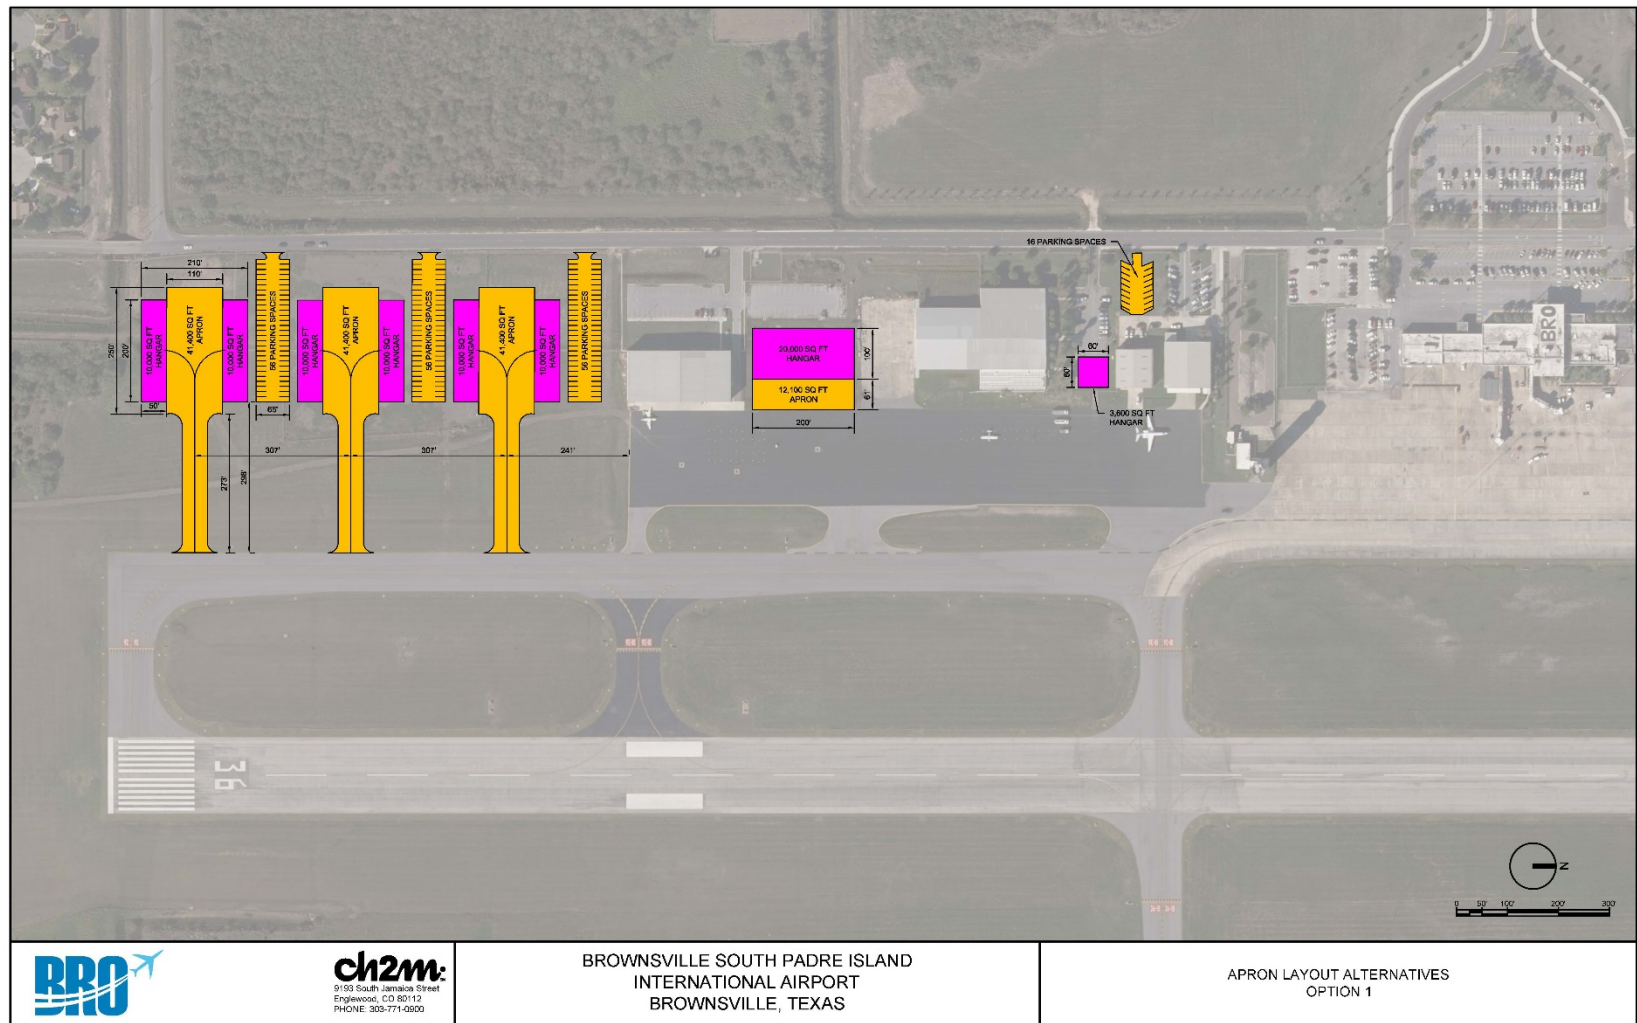 16 PARKING SPACES
210'
110'
250'
200'
10,000 SQ FT
HANGAR
41,400 SQ FT
APRON
10,000 SQ FT
HANGAR
56 PARKING SPACES
10,000 SQ FT
HANGAR
41,400 SQ FT
APRON
10,000 SQ FT
HANGAR
56 PARKING SPACES
10,000 SQ FT
HANGAR
41,400 SQ FT
APRON
10,000 SQ FT
HANGAR
56 PARKING SPACES
50'
65'
20,000 SQ FT
HANGAR
100'
12,100 SQ FT
APRON
61'
200'
60'
60'
3,600 SQ FT
HANGAR
BRO
307'
307'
241'
273'
298'
36
N
0 50' 100' 200' 300'
BRO
ch2m:
9193 South Jamaica Street
Englewood, CO 80112
PHONE: 303-771-0900
BROWNSVILLE SOUTH PADRE ISLAND
INTERNATIONAL AIRPORT
BROWNSVILLE, TEXAS
APRON LAYOUT ALTERNATIVES
OPTION 1